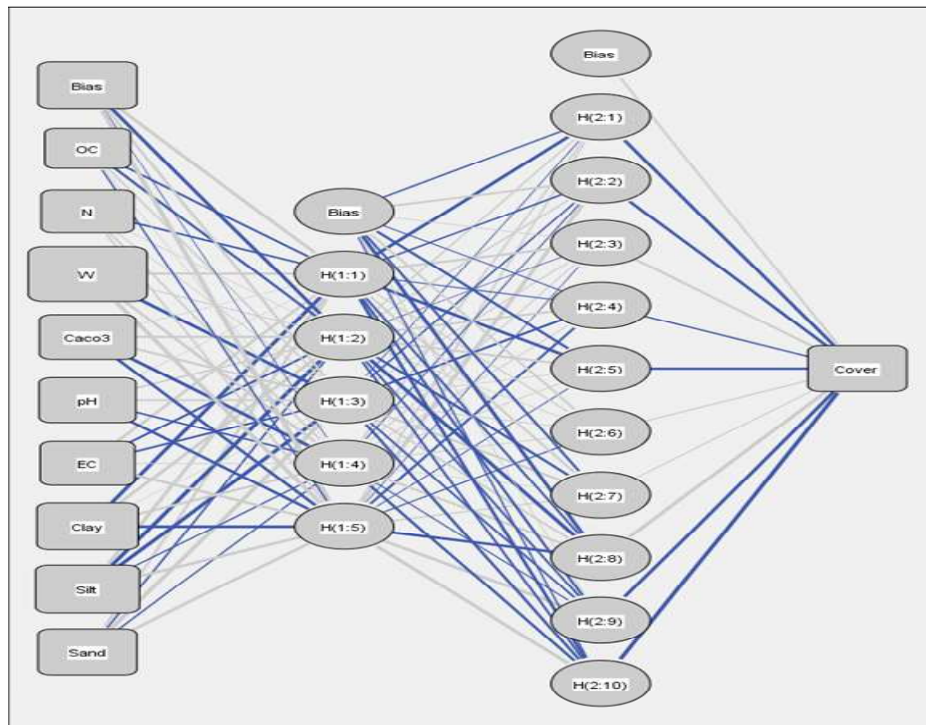 Bias
OC
N
W
Caco3
pH
EC
Clay
Silt
Sand
Bias
H(1:1)
H(1:2)
H(1:3)
H(1:4)
H(1:5)
Bias
H(2:1)
H(2:2)
H(2:3)
H(2:4)
H(2:5)
H(2:6)
H(2:7)
H(2:8)
H(2:9)
H(2:10)
Cover